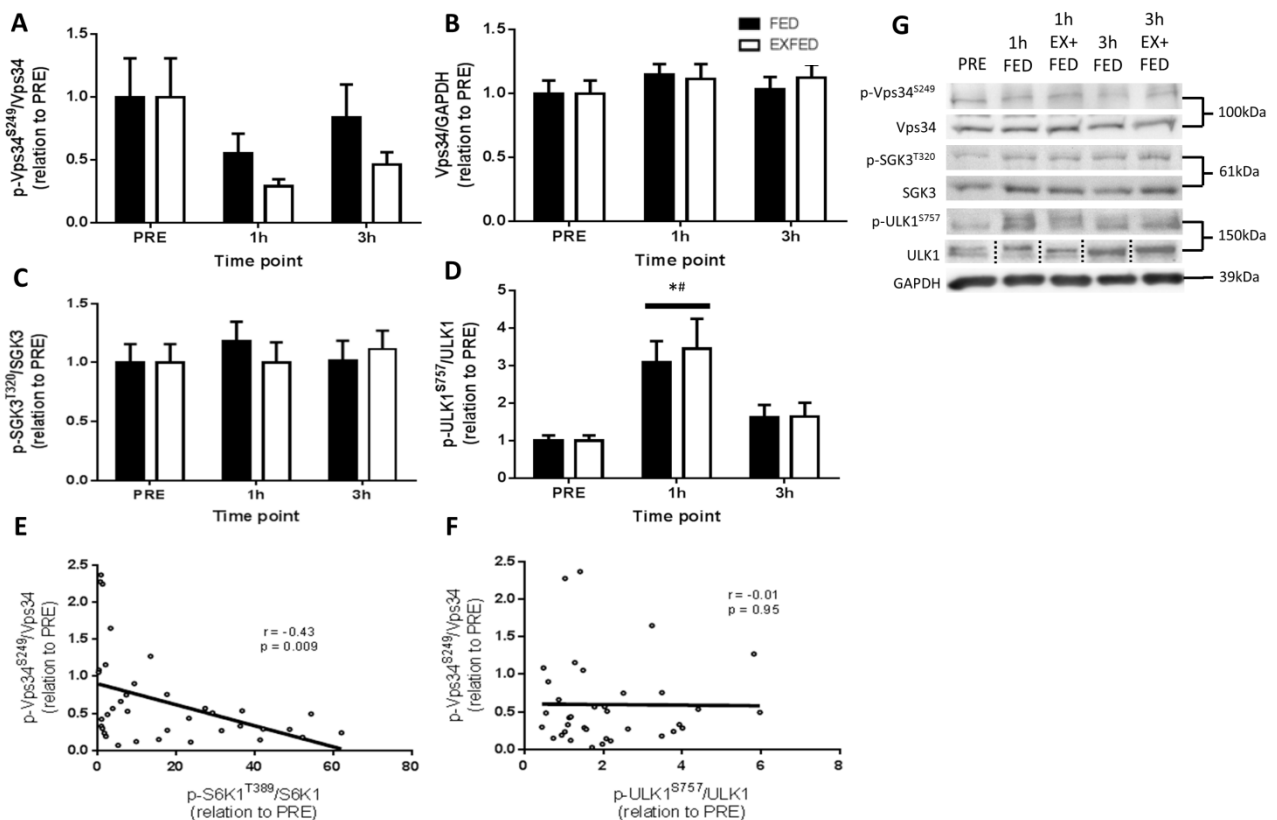 A
p-Vps34S249/Vps34
(relation to PRE)
1.5
1.0
0.5
0.0
PRE 1h 3h
Time point
B
Vps34/GAPDH
(relation to PRE)
1.5
1.0
0.5
0.0
FED
EXFED
PRE 1h 3h
Time point
C
p-SGK3T320/SGK3
(relation to PRE)
1.5
1.0
0.5
0.0
PRE 1h 3h
Time point
D
p-ULK1S757/ULK1
(relation to PRE)
5
4
3
2
1
0
*#
PRE 1h 3h
Time point
E
p-Vps34S249/Vps34
(relation to PRE)
2.5
2.0
1.5
1.0
0.5
0.0
r = -0.43
p = 0.009
0 20 40 60 80
p-S6K1T389/S6K1
(relation to PRE)
F
p-Vps34S249/Vps34
(relation to PRE)
2.5
2.0
1.5
1.0
0.5
0.0
r = -0.01
p = 0.95
0 2 4 6 8
p-ULK1S757/ULK1
(relation to PRE)
G
PRE
1h
FED
1h
EX+
FED
3h
FED
3h
EX+
FED
p-Vps34S249
Vps34
100kDa
p-SGK3T320
SGK3
61kDa
p-ULK1S757
ULK1
150kDa
GAPDH
39kDa